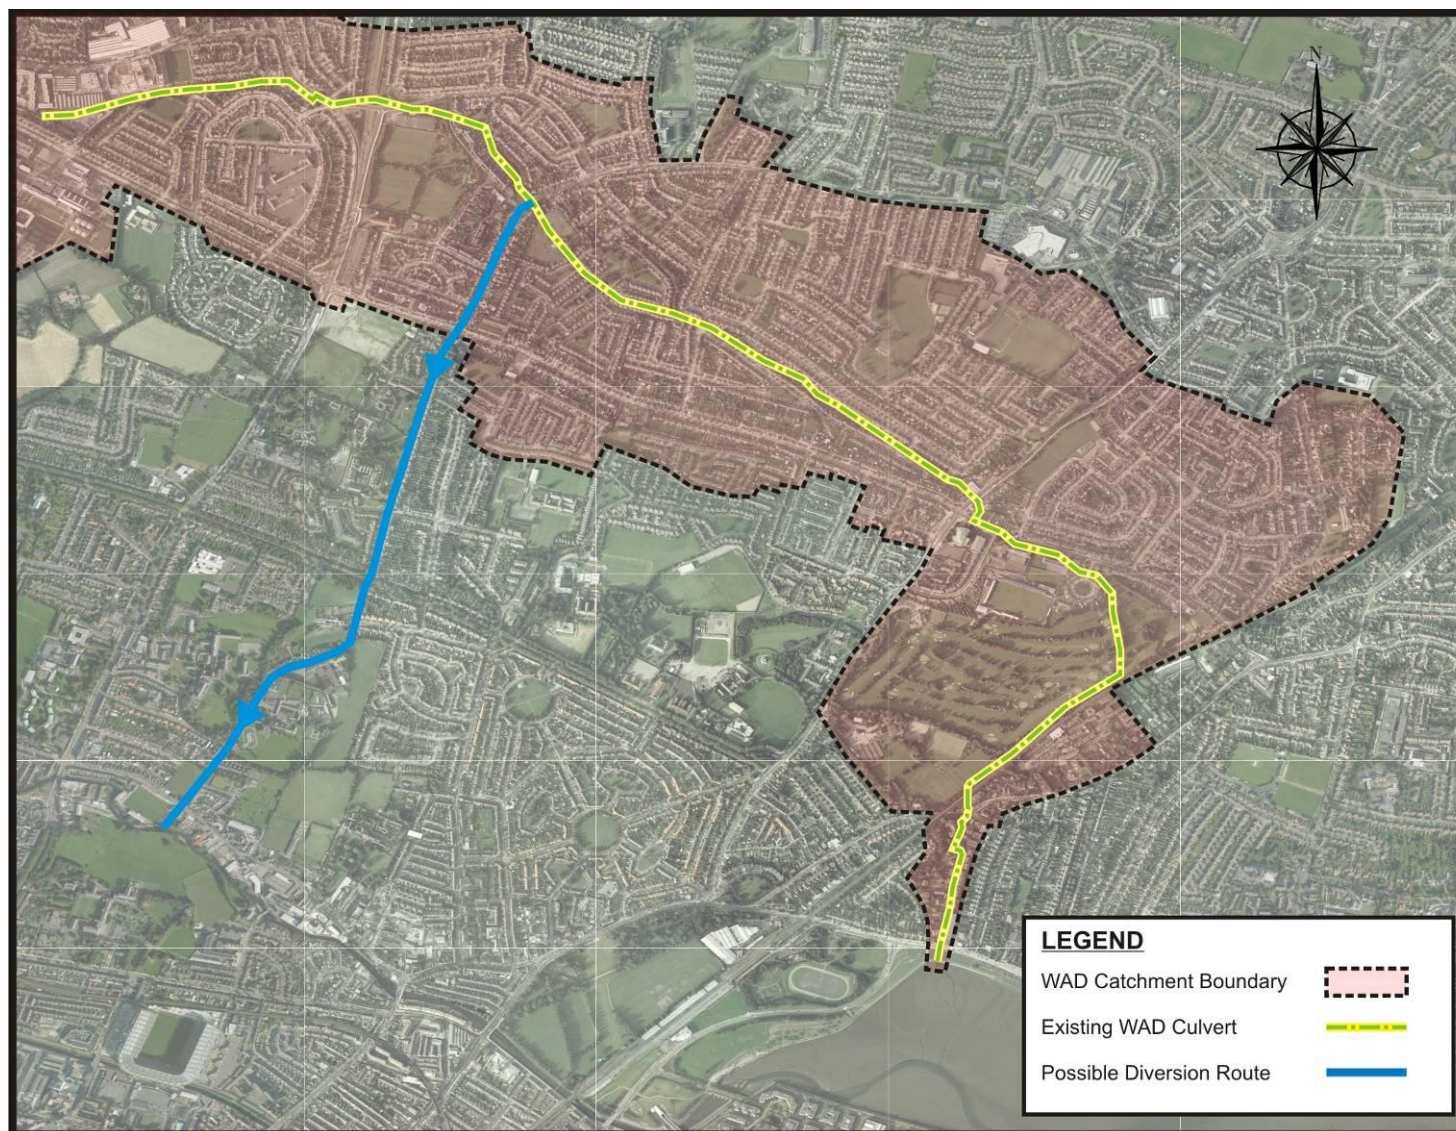 N
LEGEND
WAD Catchment Boundary
Existing WAD Culvert
Possible Diversion Route